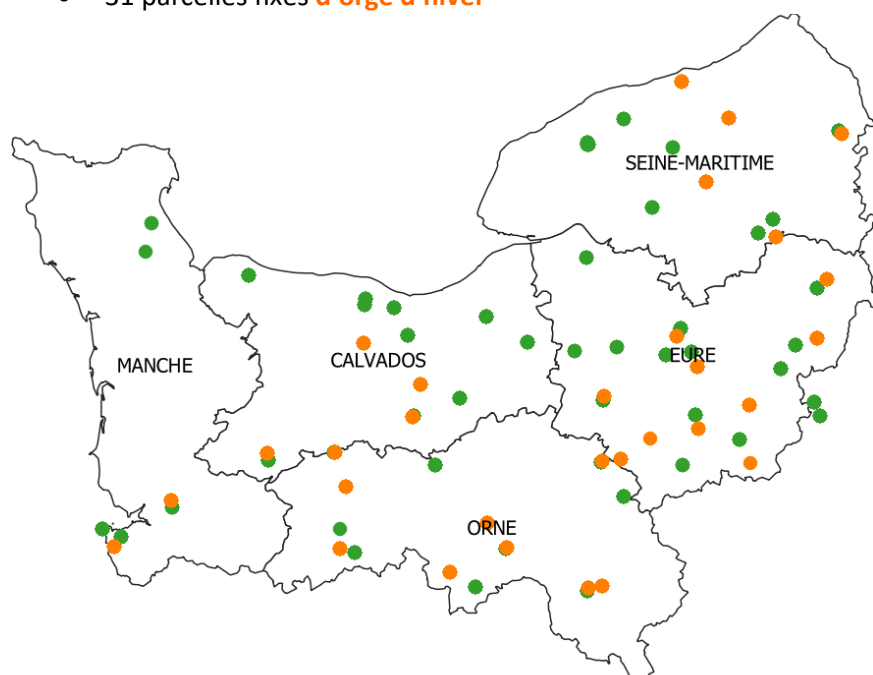 • 31 parcelles fixes d'orge d'hiver
SEINE-MARITIME
MANCHE
CALVADOS
EURE
ORNE